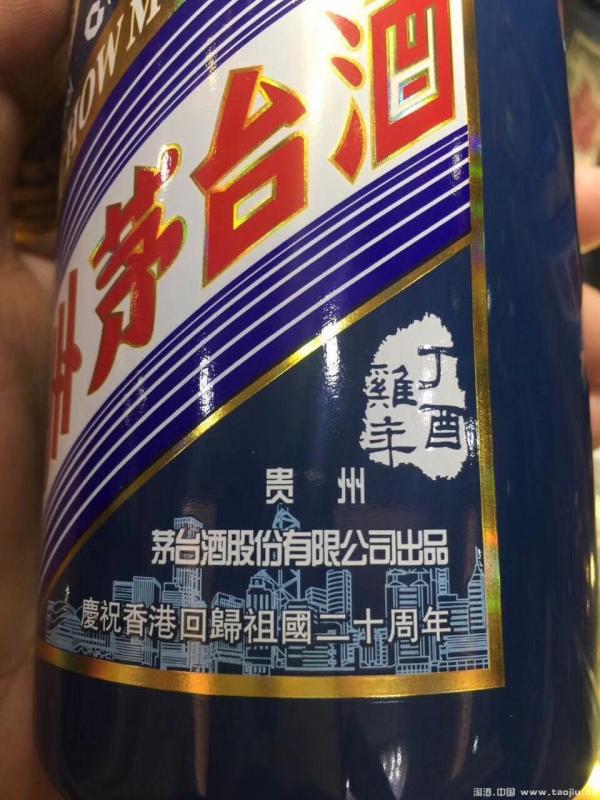 HOW M
州茅台酒
丁酉
雞年
贵州
茅台酒股份有限公司出品
慶祝香港回歸祖國二十周年
淘酒.中国 www.taojiu.c